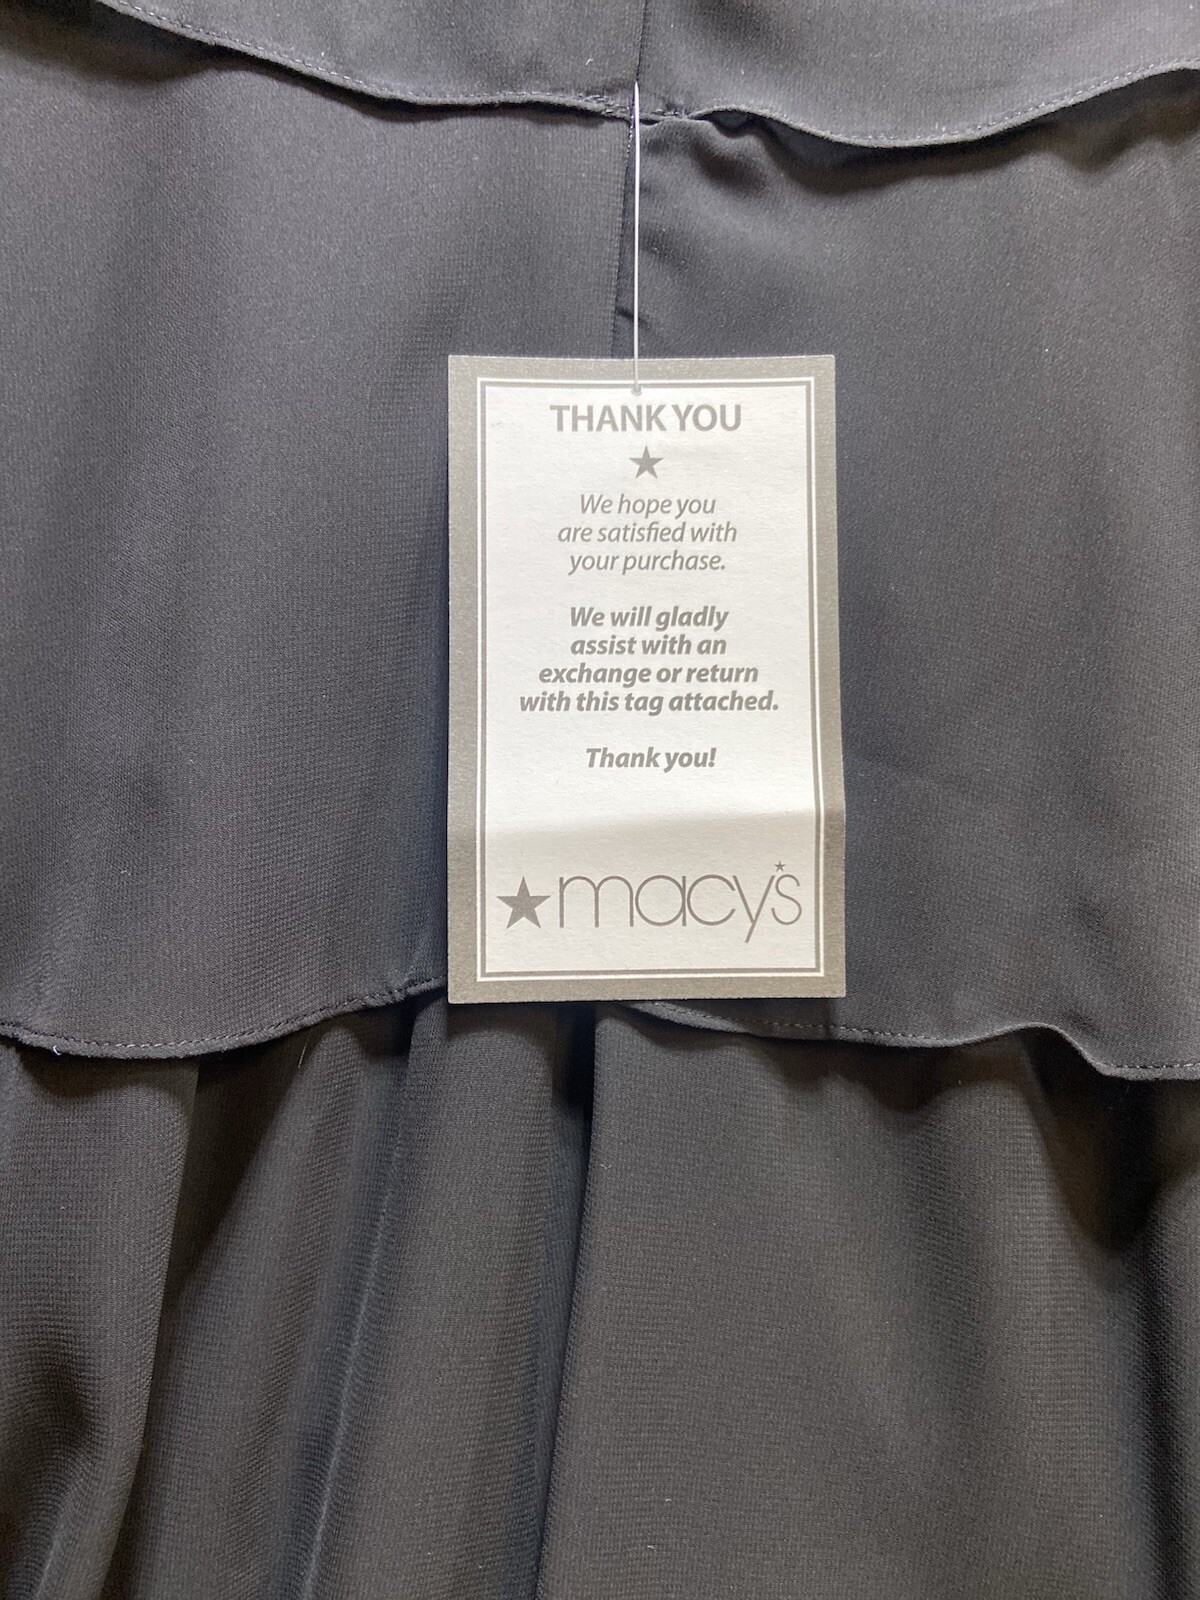 THANK YOU
We hope you
are satisfied with
your purchase.
We will gladly
assist with an
exchange or return
with this tag attached.
Thank you!
macy's